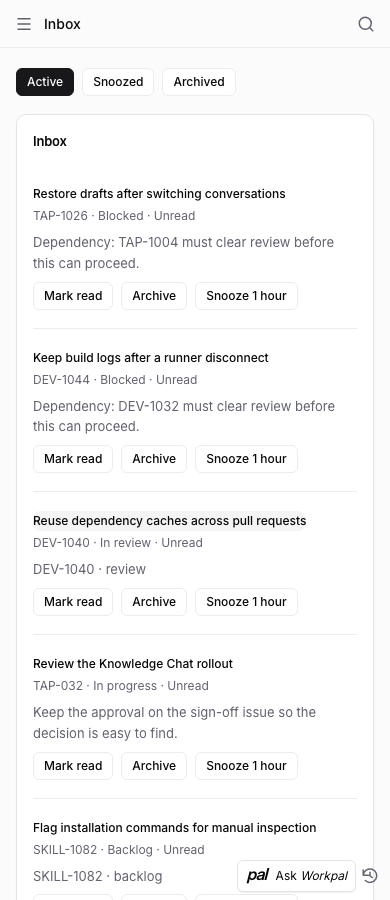 Inbox
Active Snoozed Archived
Inbox
Restore drafts after switching conversations
TAP-1026 · Blocked · Unread
Dependency: TAP-1004 must clear review before
this can proceed.
Mark read Archive Snooze 1 hour
Keep build logs after a runner disconnect
DEV-1044 · Blocked · Unread
Dependency: DEV-1032 must clear review before
this can proceed.
Mark read Archive Snooze 1 hour
Reuse dependency caches across pull requests
DEV-1040 · In review · Unread
DEV-1040 · review
Mark read Archive Snooze 1 hour
Review the Knowledge Chat rollout
TAP-032 · In progress · Unread
Keep the approval on the sign-off issue so the
decision is easy to find.
Mark read Archive Snooze 1 hour
Flag installation commands for manual inspection
SKILL-1082 · Backlog · Unread
SKILL-1082 · backlog
pal Ask Workpal